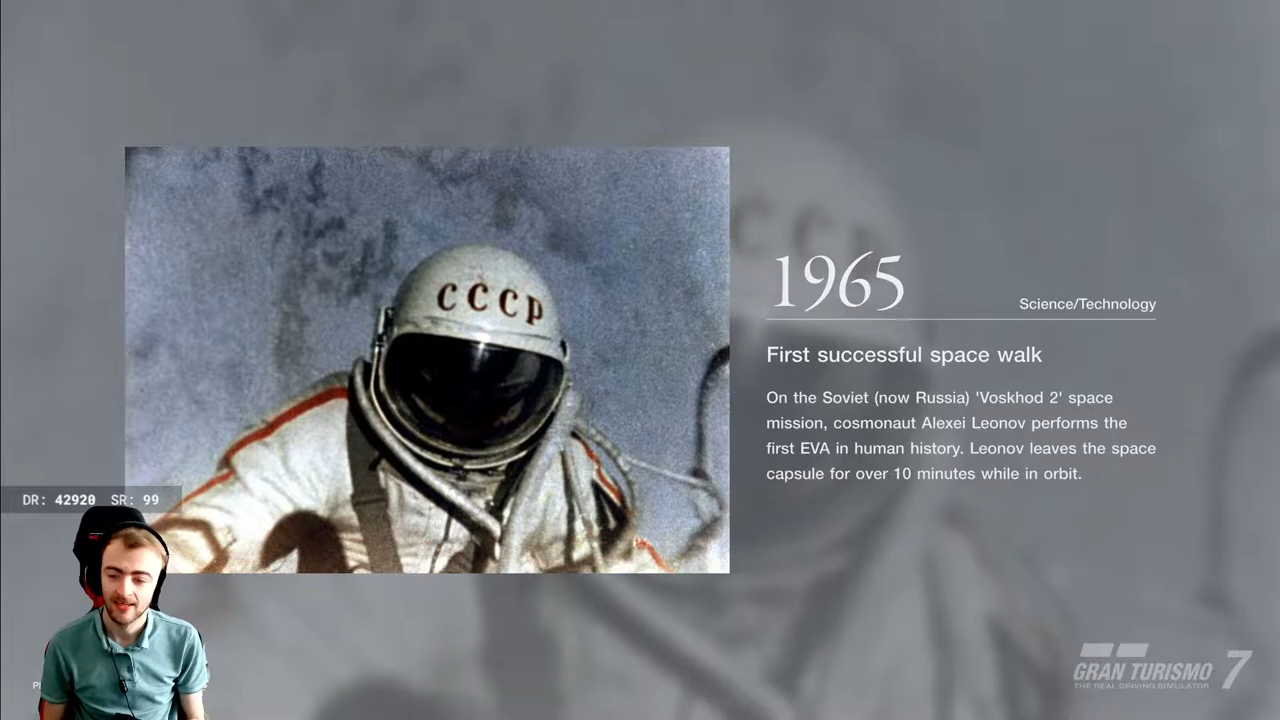 CCCP
1965
Science/Technology
First successful space walk
On the Soviet (now Russia) 'Voskhod 2' space
mission, cosmonaut Alexei Leonov performs the
first EVA in human history. Leonov leaves the space
capsule for over 10 minutes while in orbit.
DR: 42920 SR: 99
GRAN TURISMO 7
THE REAL DRIVING SIMULATOR